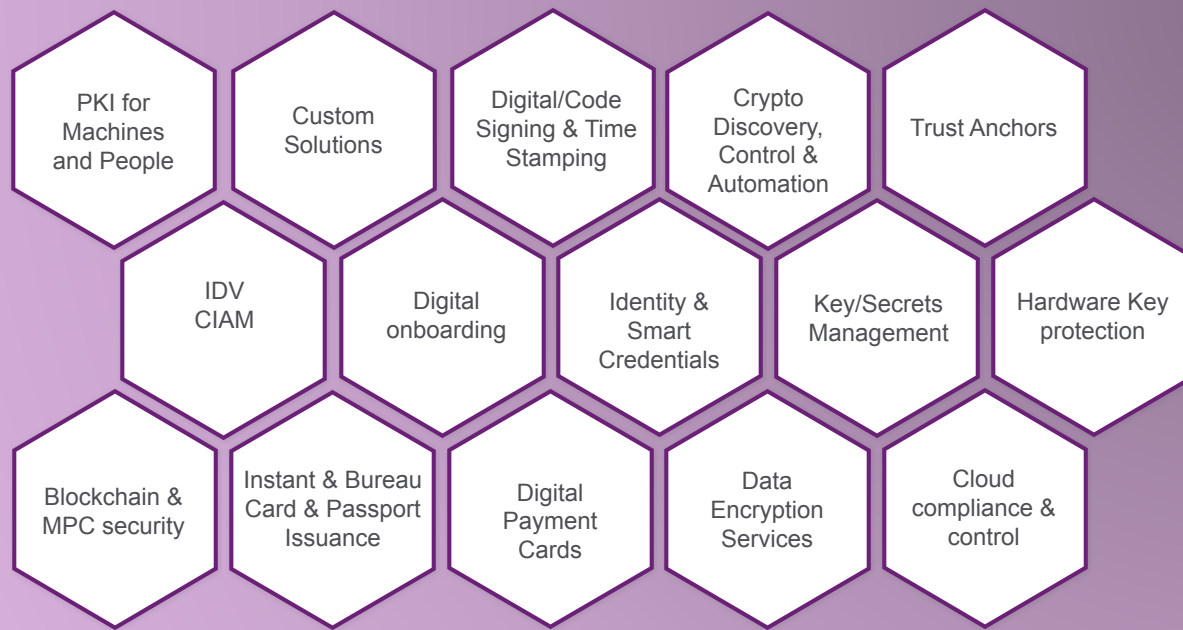 PKI for
Machines
and People
Custom
Solutions
Digital/Code
Signing & Time
Stamping
Crypto
Discovery,
Control &
Automation
Trust Anchors
IDV
CIAM
Digital
onboarding
Identity &
Smart
Credentials
Key/Secrets
Management
Hardware Key
protection
Blockchain &
MPC security
Instant & Bureau
Card & Passport
Issuance
Digital
Payment
Cards
Data
Encryption
Services
Cloud
compliance &
control